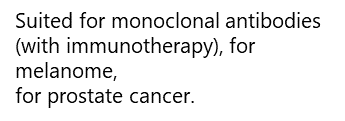 Suited for monoclonal antibodies
(with immunotherapy), for
melanome,
for prostate cancer.